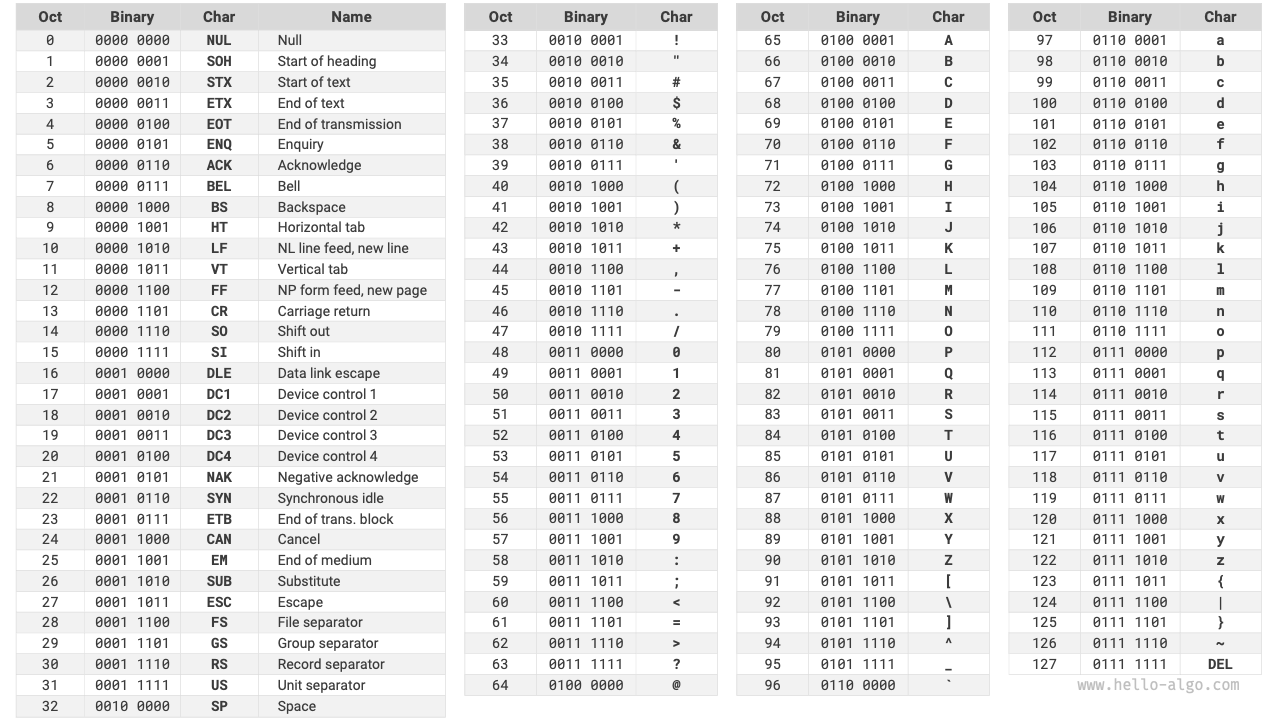 Oct Binary Char Name
0 0000 0000 NUL Null
1 0000 0001 SOH Start of heading
2 0000 0010 STX Start of text
3 0000 0011 ETX End of text
4 0000 0100 EOT End of transmission
5 0000 0101 ENQ Enquiry
6 0000 0110 ACK Acknowledge
7 0000 0111 BEL Bell
8 0000 1000 BS Backspace
9 0000 1001 HT Horizontal tab
10 0000 1010 LF NL line feed, new line
11 0000 1011 VT Vertical tab
12 0000 1100 FF NP form feed, new page
13 0000 1101 CR Carriage return
14 0000 1110 SO Shift out
15 0000 1111 SI Shift in
16 0001 0000 DLE Data link escape
17 0001 0001 DC1 Device control 1
18 0001 0010 DC2 Device control 2
19 0001 0011 DC3 Device control 3
20 0001 0100 DC4 Device control 4
21 0001 0101 NAK Negative acknowledge
22 0001 0110 SYN Synchronous idle
23 0001 0111 ETB End of trans. block
24 0001 1000 CAN Cancel
25 0001 1001 EM End of medium
26 0001 1010 SUB Substitute
27 0001 1011 ESC Escape
28 0001 1100 FS File separator
29 0001 1101 GS Group separator
30 0001 1110 RS Record separator
31 0001 1111 US Unit separator
32 0010 0000 SP Space
Oct Binary Char
33 0010 0001 !
34 0010 0010 "
35 0010 0011 #
36 0010 0100 $
37 0010 0101 %
38 0010 0110 &
39 0010 0111 '
40 0010 1000 (
41 0010 1001 )
42 0010 1010 *
43 0010 1011 +
44 0010 1100 ,
45 0010 1101 -
46 0010 1110 .
47 0010 1111 /
48 0011 0000 0
49 0011 0001 1
50 0011 0010 2
51 0011 0011 3
52 0011 0100 4
53 0011 0101 5
54 0011 0110 6
55 0011 0111 7
56 0011 1000 8
57 0011 1001 9
58 0011 1010 :
59 0011 1011 ;
60 0011 1100 <
61 0011 1101 =
62 0011 1110 >
63 0011 1111 ?
64 0100 0000 @
Oct Binary Char
65 0100 0001 A
66 0100 0010 B
67 0100 0011 C
68 0100 0100 D
69 0100 0101 E
70 0100 0110 F
71 0100 0111 G
72 0100 1000 H
73 0100 1001 I
74 0100 1010 J
75 0100 1011 K
76 0100 1100 L
77 0100 1101 M
78 0100 1110 N
79 0100 1111 O
80 0101 0000 P
81 0101 0001 Q
82 0101 0010 R
83 0101 0011 S
84 0101 0100 T
85 0101 0101 U
86 0101 0110 V
87 0101 0111 W
88 0101 1000 X
89 0101 1001 Y
90 0101 1010 Z
91 0101 1011 [
92 0101 1100 \
93 0101 1101 ]
94 0101 1110 ^
95 0101 1111 _
96 0110 0000 `
Oct Binary Char
97 0110 0001 a
98 0110 0010 b
99 0110 0011 c
100 0110 0100 d
101 0110 0101 e
102 0110 0110 f
103 0110 0111 g
104 0110 1000 h
105 0110 1001 i
106 0110 1010 j
107 0110 1011 k
108 0110 1100 l
109 0110 1101 m
110 0110 1110 n
111 0110 1111 o
112 0111 0000 p
113 0111 0001 q
114 0111 0010 r
115 0111 0011 s
116 0111 0100 t
117 0111 0101 u
118 0111 0110 v
119 0111 0111 w
120 0111 1000 x
121 0111 1001 y
122 0111 1010 z
123 0111 1011 {
124 0111 1100 |
125 0111 1101 }
126 0111 1110 ~
127 0111 1111 DEL
www.hello-algo.com